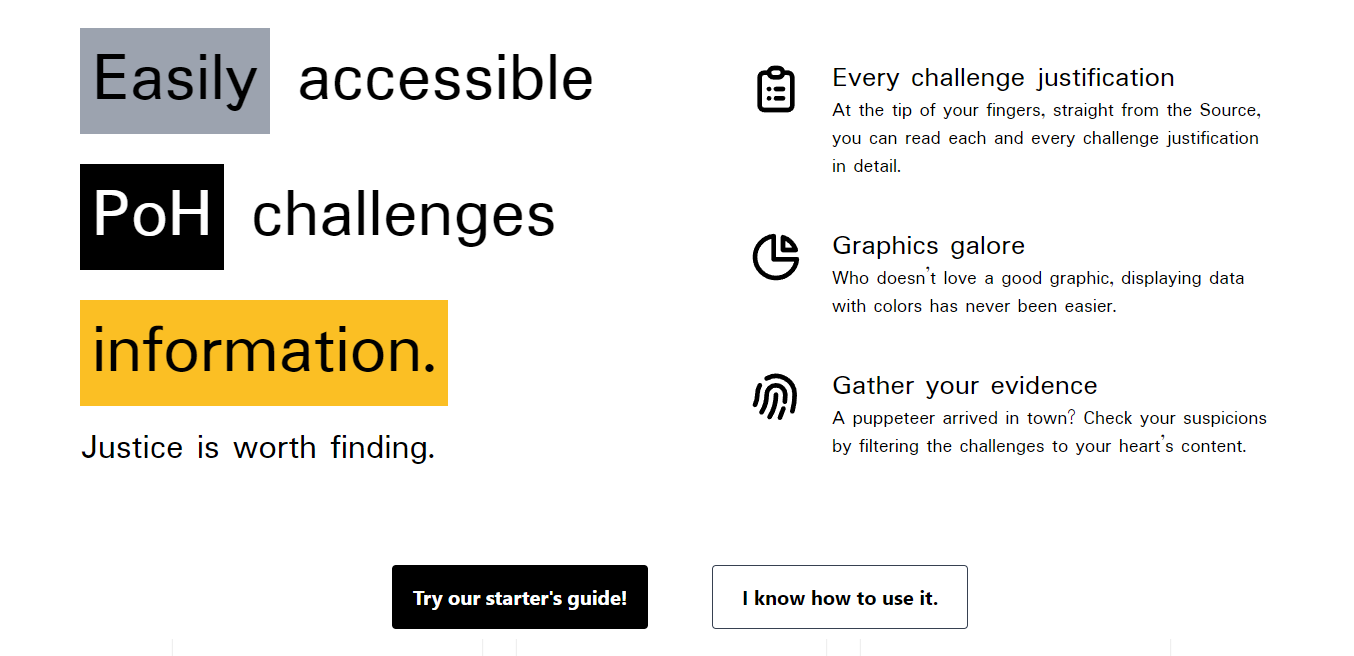 Easily accessible
PoH challenges
information.
Justice is worth finding.
Every challenge justification
At the tip of your fingers, straight from the Source,
you can read each and every challenge justification
in detail.
Graphics galore
Who doesn't love a good graphic, displaying data
with colors has never been easier.
Gather your evidence
A puppeteer arrived in town? Check your suspicions
by filtering the challenges to your heart's content.
Try our starter's guide!
I know how to use it.